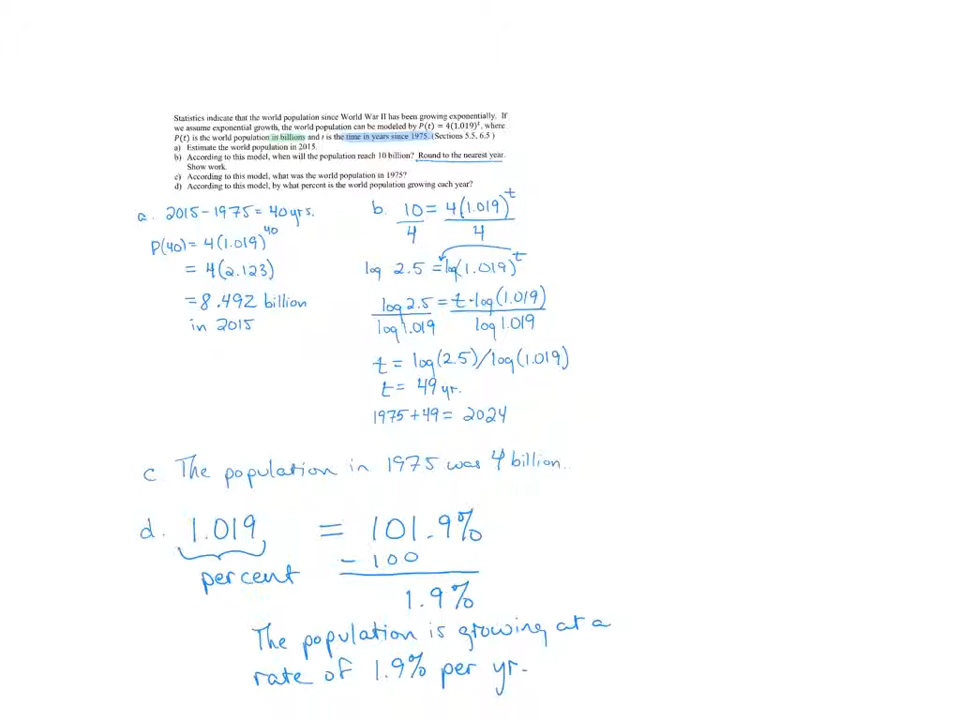 Statistics indicate that the world population since World War II has been growing exponentially. If
we assume exponential growth, the world population can be modeled by P(t) = 4(1.019)^t, where
P(t) is the world population in billions and t is the time in years since 1975. (Sections 5.5, 6.5 )
a) Estimate the world population in 2015.
b) According to this model, when will the population reach 10 billion? Round to the nearest year.
Show work.
c) According to this model, what was the world population in 1975?
d) According to this model, by what percent is the world population growing each year?
a. 2015-1975=40yrs.
P(40)= 4(1.019)^40
= 4(2.123)
=8.492 billion
in 2015
b. 10 = 4(1.019)^t
4 4
log 2.5 = log(1.019)^t
log2.5 = t·log(1.019)
log1.019 log 1.019
t = log(2.5)/log(1.019)
t = 49 yr.
1975+49= 2024
c. The population in 1975 was 4 billion.
d. 1.019 = 101.9%
percent - 100
1.9%
The population is growing at a
rate of 1.9% per yr.